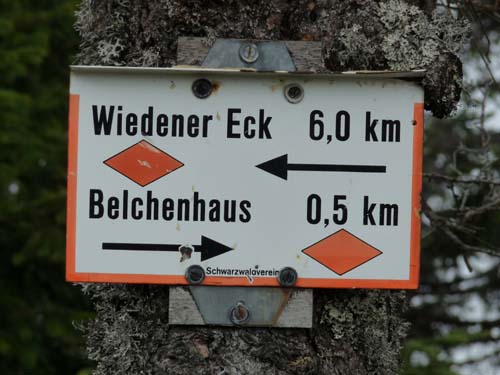 Wiedener Eck 6,0 km
Belchenhaus 0,5 km
Schwarzwaldverein